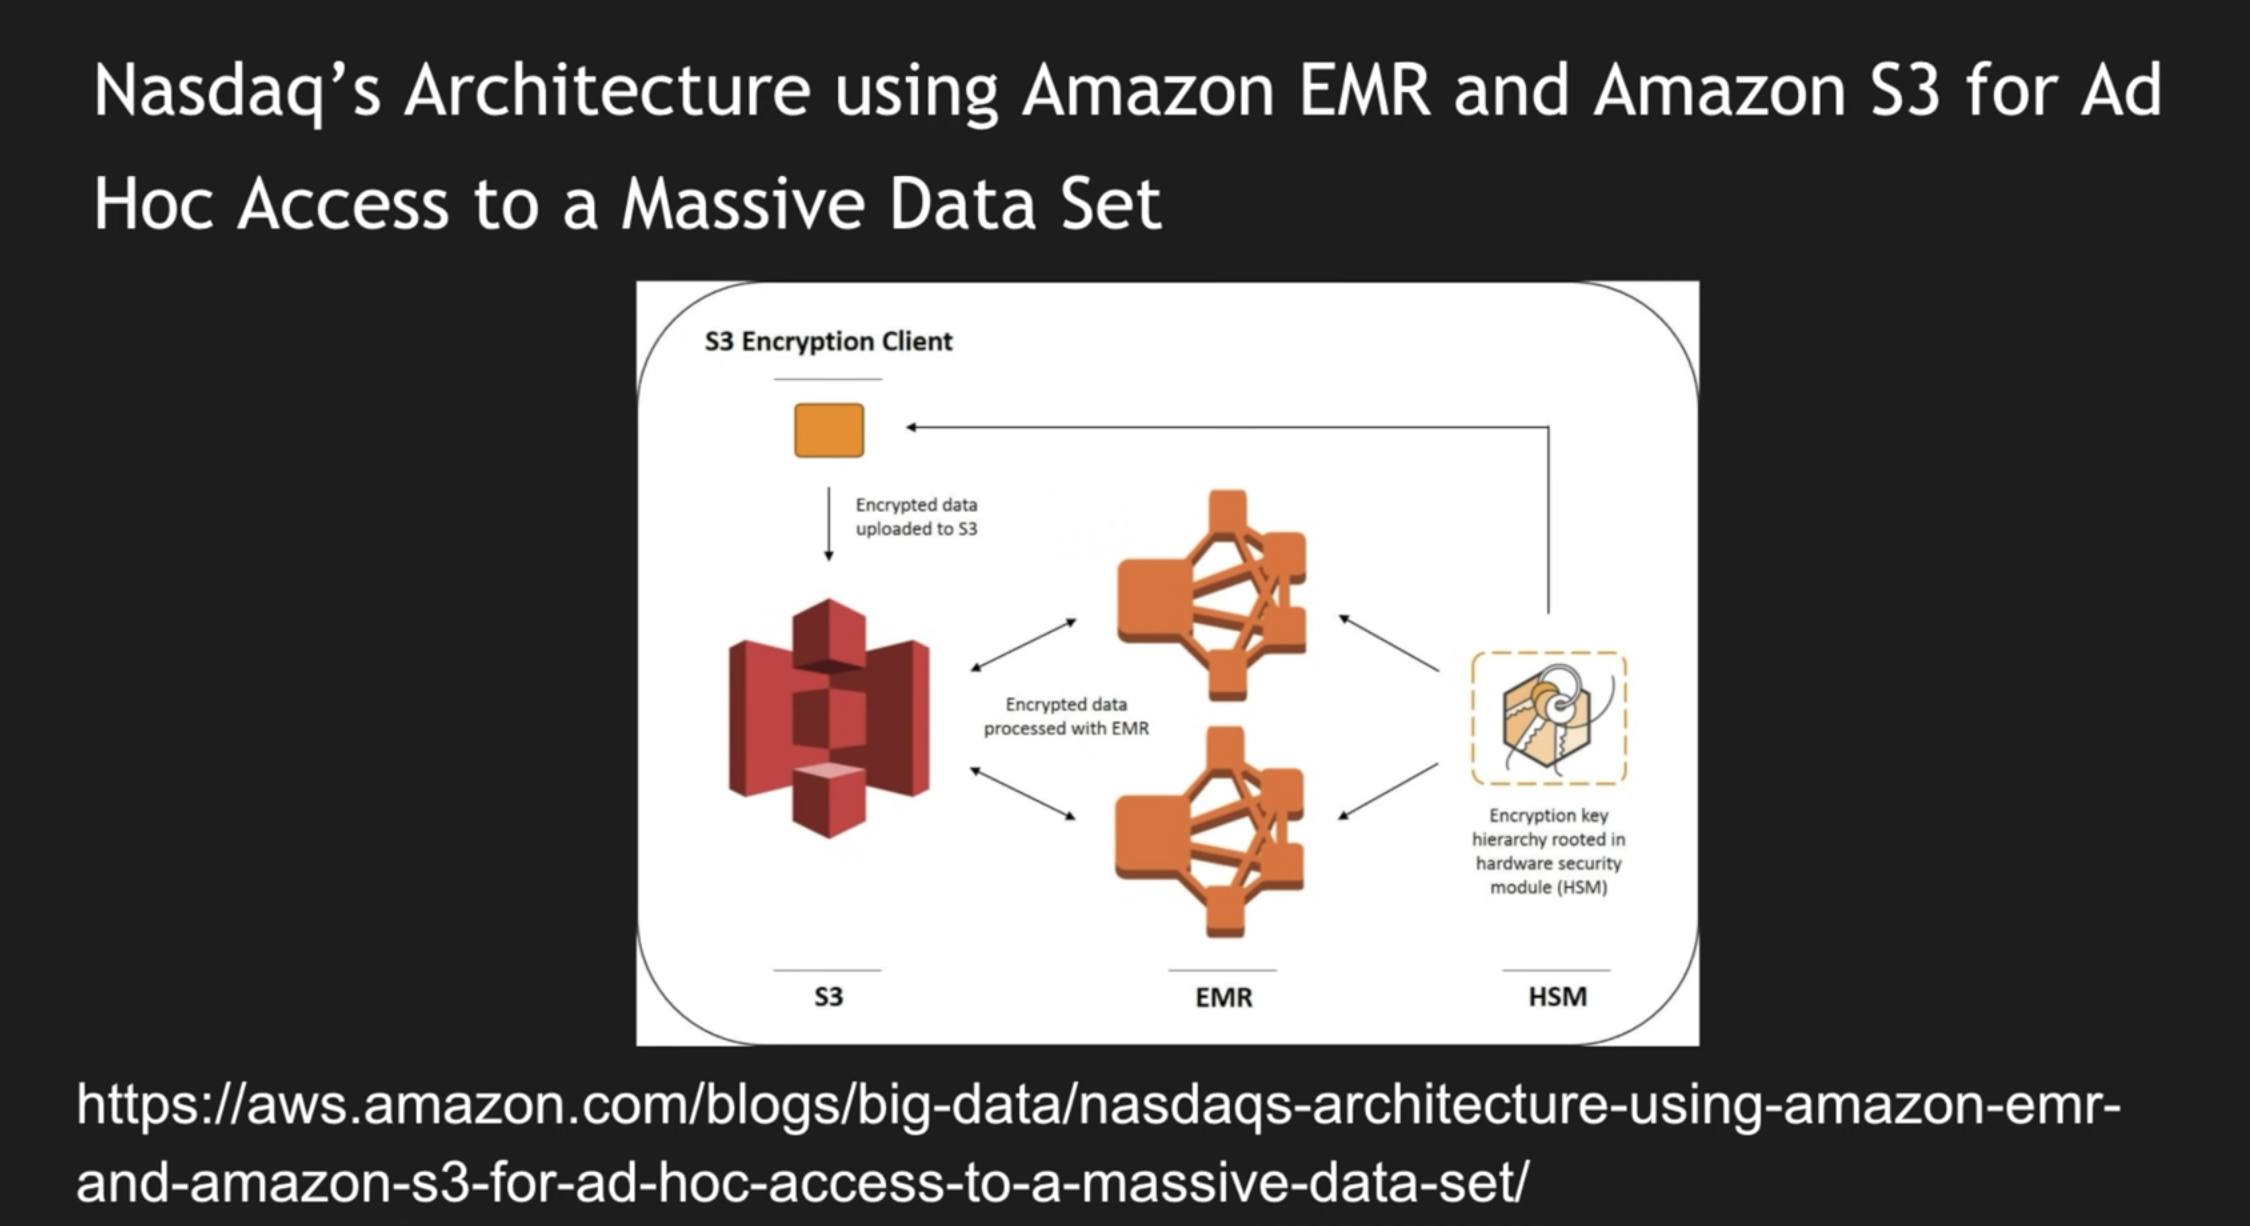 Nasdaq’s Architecture using Amazon EMR and Amazon S3 for Ad
Hoc Access to a Massive Data Set
S3 Encryption Client
Encrypted data
uploaded to S3
Encrypted data
processed with EMR
Encryption key
hierarchy rooted in
hardware security
module (HSM)
S3
EMR
HSM
https://aws.amazon.com/blogs/big-data/nasdaqs-architecture-using-amazon-emr-
and-amazon-s3-for-ad-hoc-access-to-a-massive-data-set/